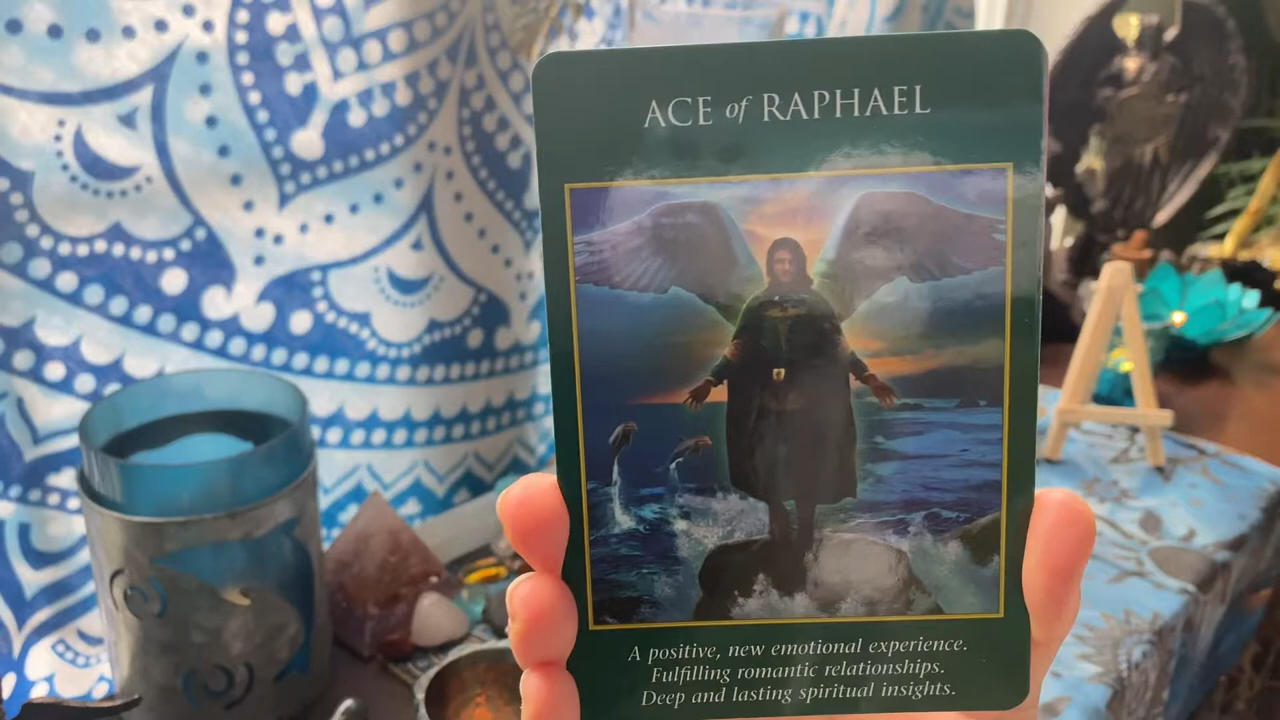 ACE of RAPHAEL
A positive, new emotional experience.
Fulfilling romantic relationships.
Deep and lasting spiritual insights.